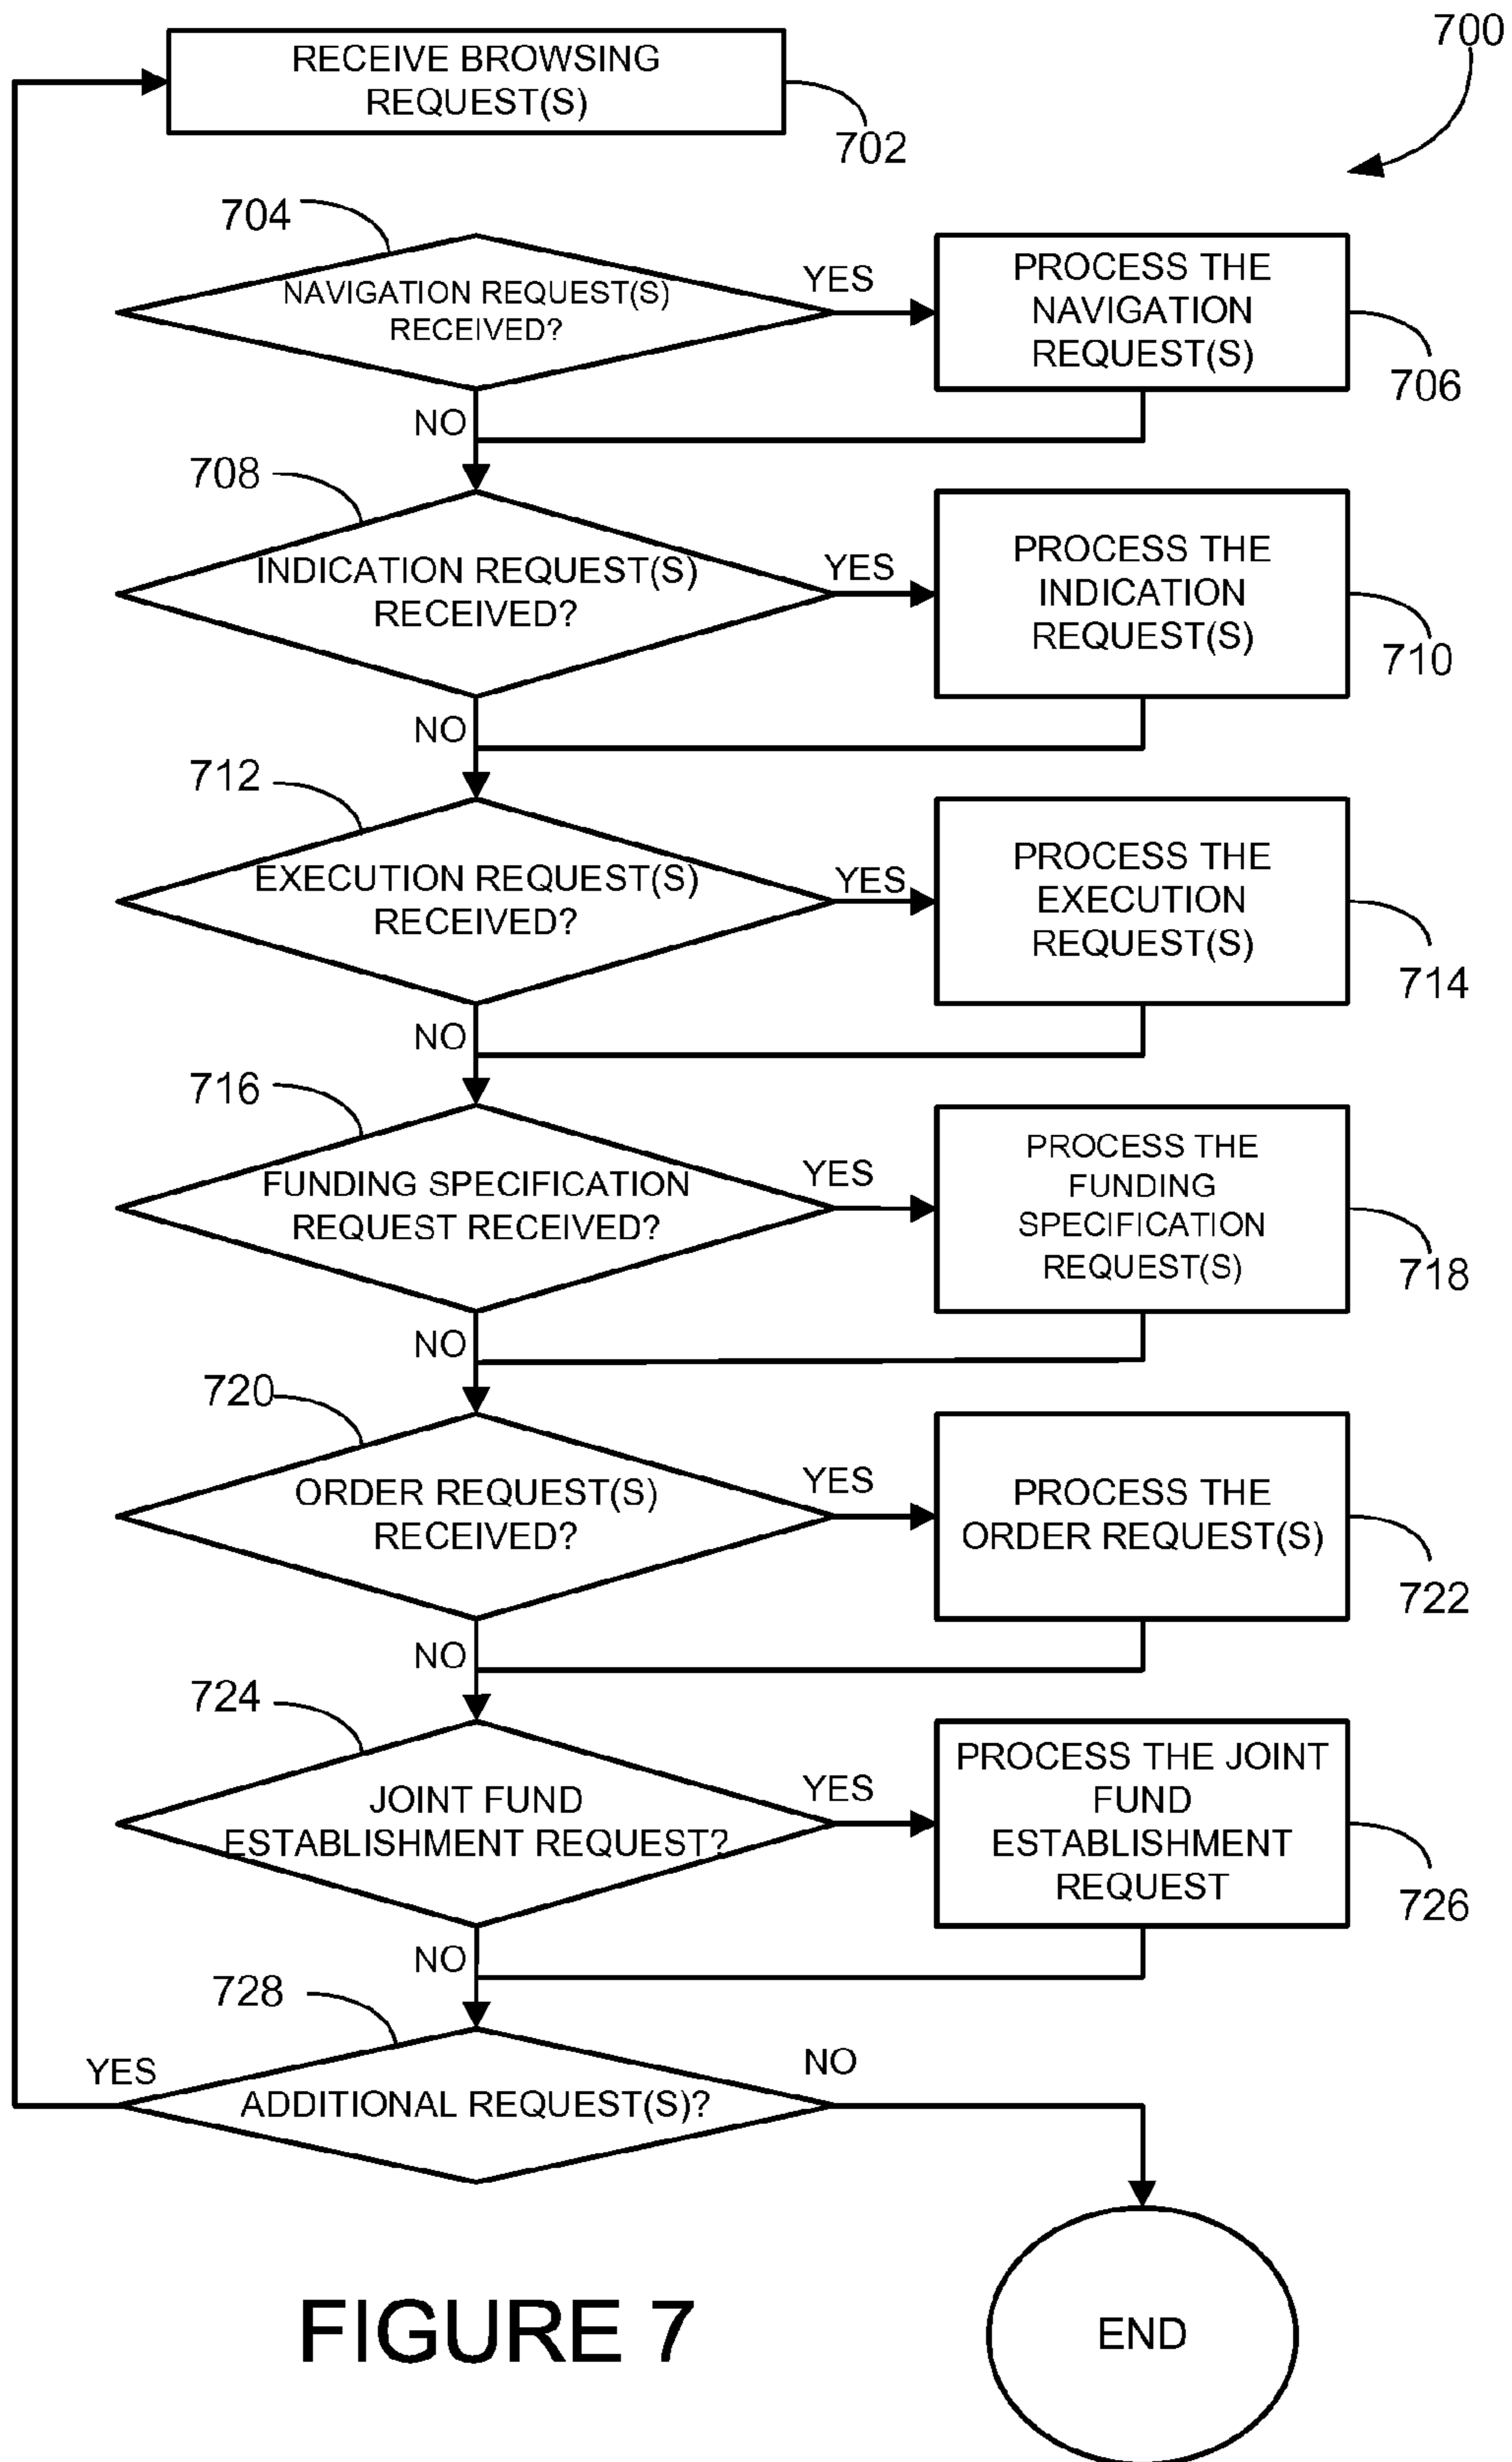 700
RECEIVE BROWSING
REQUEST(S)
702
704
NAVIGATION REQUEST(S)
RECEIVED?
YES
PROCESS THE
NAVIGATION
REQUEST(S)
706
NO
708
INDICATION REQUEST(S)
RECEIVED?
YES
PROCESS THE
INDICATION
REQUEST(S)
710
NO
712
EXECUTION REQUEST(S)
RECEIVED?
YES
PROCESS THE
EXECUTION
REQUEST(S)
714
NO
716
FUNDING SPECIFICATION
REQUEST RECEIVED?
YES
PROCESS THE
FUNDING
SPECIFICATION
REQUEST(S)
718
NO
720
ORDER REQUEST(S)
RECEIVED?
YES
PROCESS THE
ORDER REQUEST(S)
722
NO
724
JOINT FUND
ESTABLISHMENT REQUEST?
YES
PROCESS THE JOINT
FUND
ESTABLISHMENT
REQUEST
726
NO
728
YES
ADDITIONAL REQUEST(S)?
NO
FIGURE 7
END